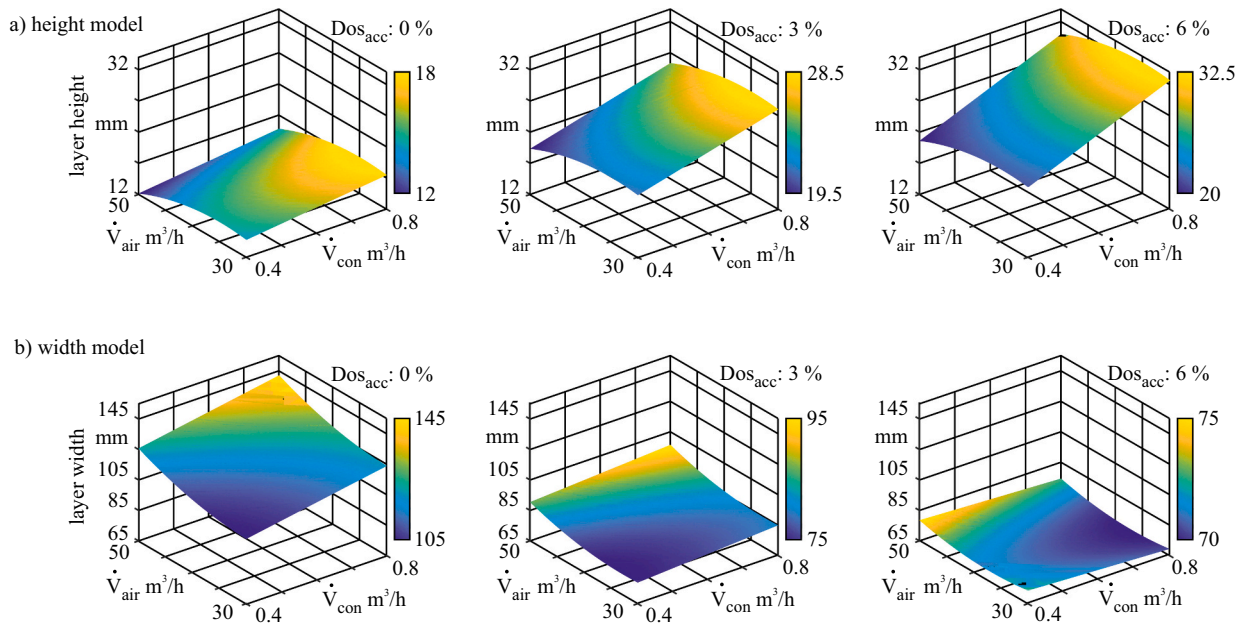 a) height model
Dos_acc: 0 %
32
18
layer height
mm
12
12
50
0.8
V̇_air m³/h
V̇_con m³/h
30
0.4
Dos_acc: 3 %
32
28.5
mm
12
19.5
50
0.8
V̇_air m³/h
V̇_con m³/h
30
0.4
Dos_acc: 6 %
32
32.5
mm
12
20
50
0.8
V̇_air m³/h
V̇_con m³/h
30
0.4
b) width model
Dos_acc: 0 %
145
145
mm
layer width
105
85
65
105
50
0.8
V̇_air m³/h
V̇_con m³/h
30
0.4
Dos_acc: 3 %
145
95
mm
105
85
65
75
50
0.8
V̇_air m³/h
V̇_con m³/h
30
0.4
Dos_acc: 6 %
145
75
mm
105
85
65
70
50
0.8
V̇_air m³/h
V̇_con m³/h
30
0.4